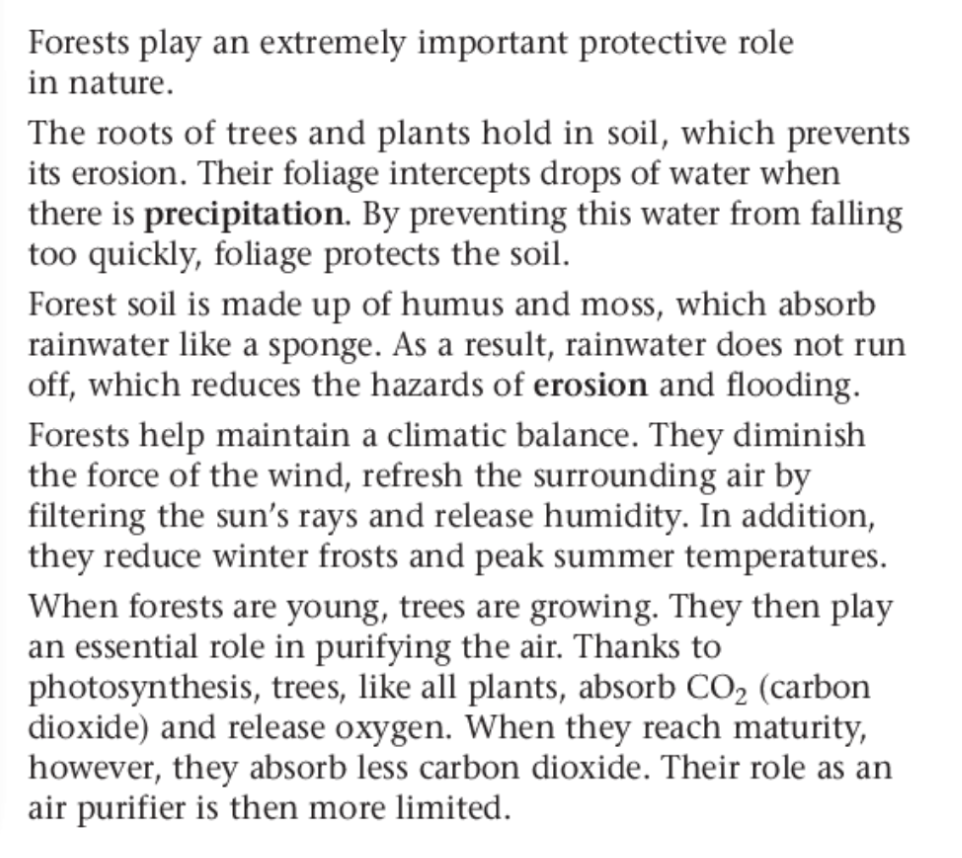 Forests play an extremely important protective role
in nature.
The roots of trees and plants hold in soil, which prevents
its erosion. Their foliage intercepts drops of water when
there is precipitation. By preventing this water from falling
too quickly, foliage protects the soil.
Forest soil is made up of humus and moss, which absorb
rainwater like a sponge. As a result, rainwater does not run
off, which reduces the hazards of erosion and flooding.
Forests help maintain a climatic balance. They diminish
the force of the wind, refresh the surrounding air by
filtering the sun's rays and release humidity. In addition,
they reduce winter frosts and peak summer temperatures.
When forests are young, trees are growing. They then play
an essential role in purifying the air. Thanks to
photosynthesis, trees, like all plants, absorb CO₂ (carbon
dioxide) and release oxygen. When they reach maturity,
however, they absorb less carbon dioxide. Their role as an
air purifier is then more limited.